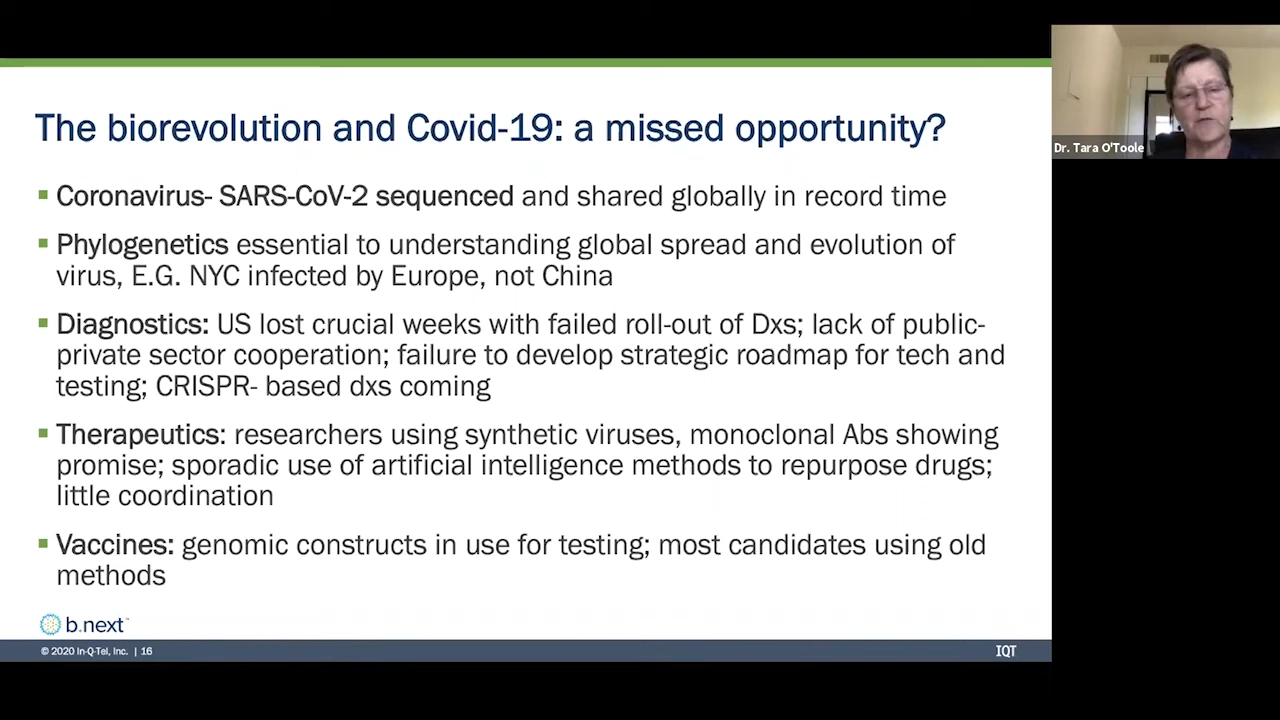 The biorevolution and Covid-19: a missed opportunity?
▪ Coronavirus- SARS-CoV-2 sequenced and shared globally in record time
▪ Phylogenetics essential to understanding global spread and evolution of
virus, E.G. NYC infected by Europe, not China
▪ Diagnostics: US lost crucial weeks with failed roll-out of Dxs; lack of public-
private sector cooperation; failure to develop strategic roadmap for tech and
testing; CRISPR- based dxs coming
▪ Therapeutics: researchers using synthetic viruses, monoclonal Abs showing
promise; sporadic use of artificial intelligence methods to repurpose drugs;
little coordination
▪ Vaccines: genomic constructs in use for testing; most candidates using old
methods
b.next™
© 2020 In-Q-Tel, Inc. | 16
IQT
Dr. Tara O'Toole